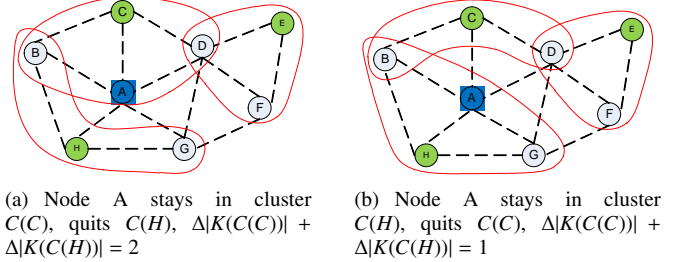 C
E
B
D
A
F
H
G
C
E
B
D
A
F
H
G
(a) Node A stays in cluster
C(C), quits C(H), Δ|K(C(C))| +
Δ|K(C(H))| = 2
(b) Node A stays in cluster
C(H), quits C(C), Δ|K(C(C))| +
Δ|K(C(H))| = 1